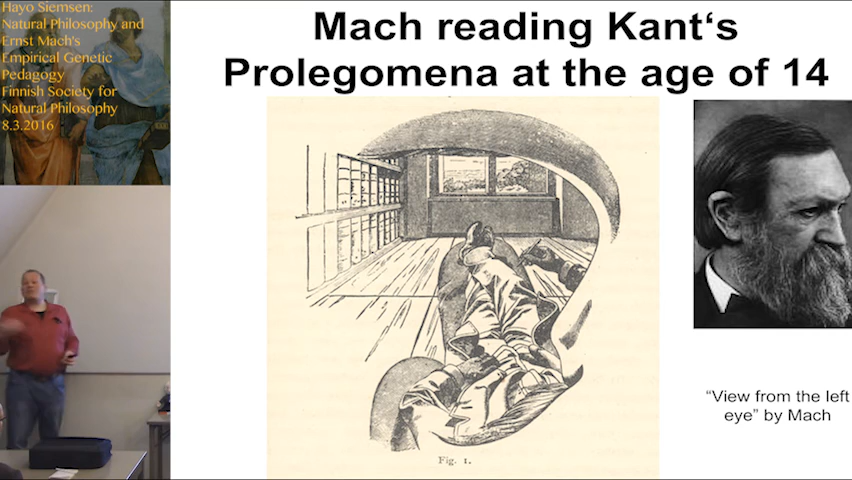 Hayo Siemsen:
Natural Philosophy and
Ernst Mach's
Empirical Genetic
Pedagogy
Finnish Society for
Natural Philosophy
8.3.2016
Mach reading Kant‘s
Prolegomena at the age of 14
Fig. 1.
“View from the left
eye” by Mach